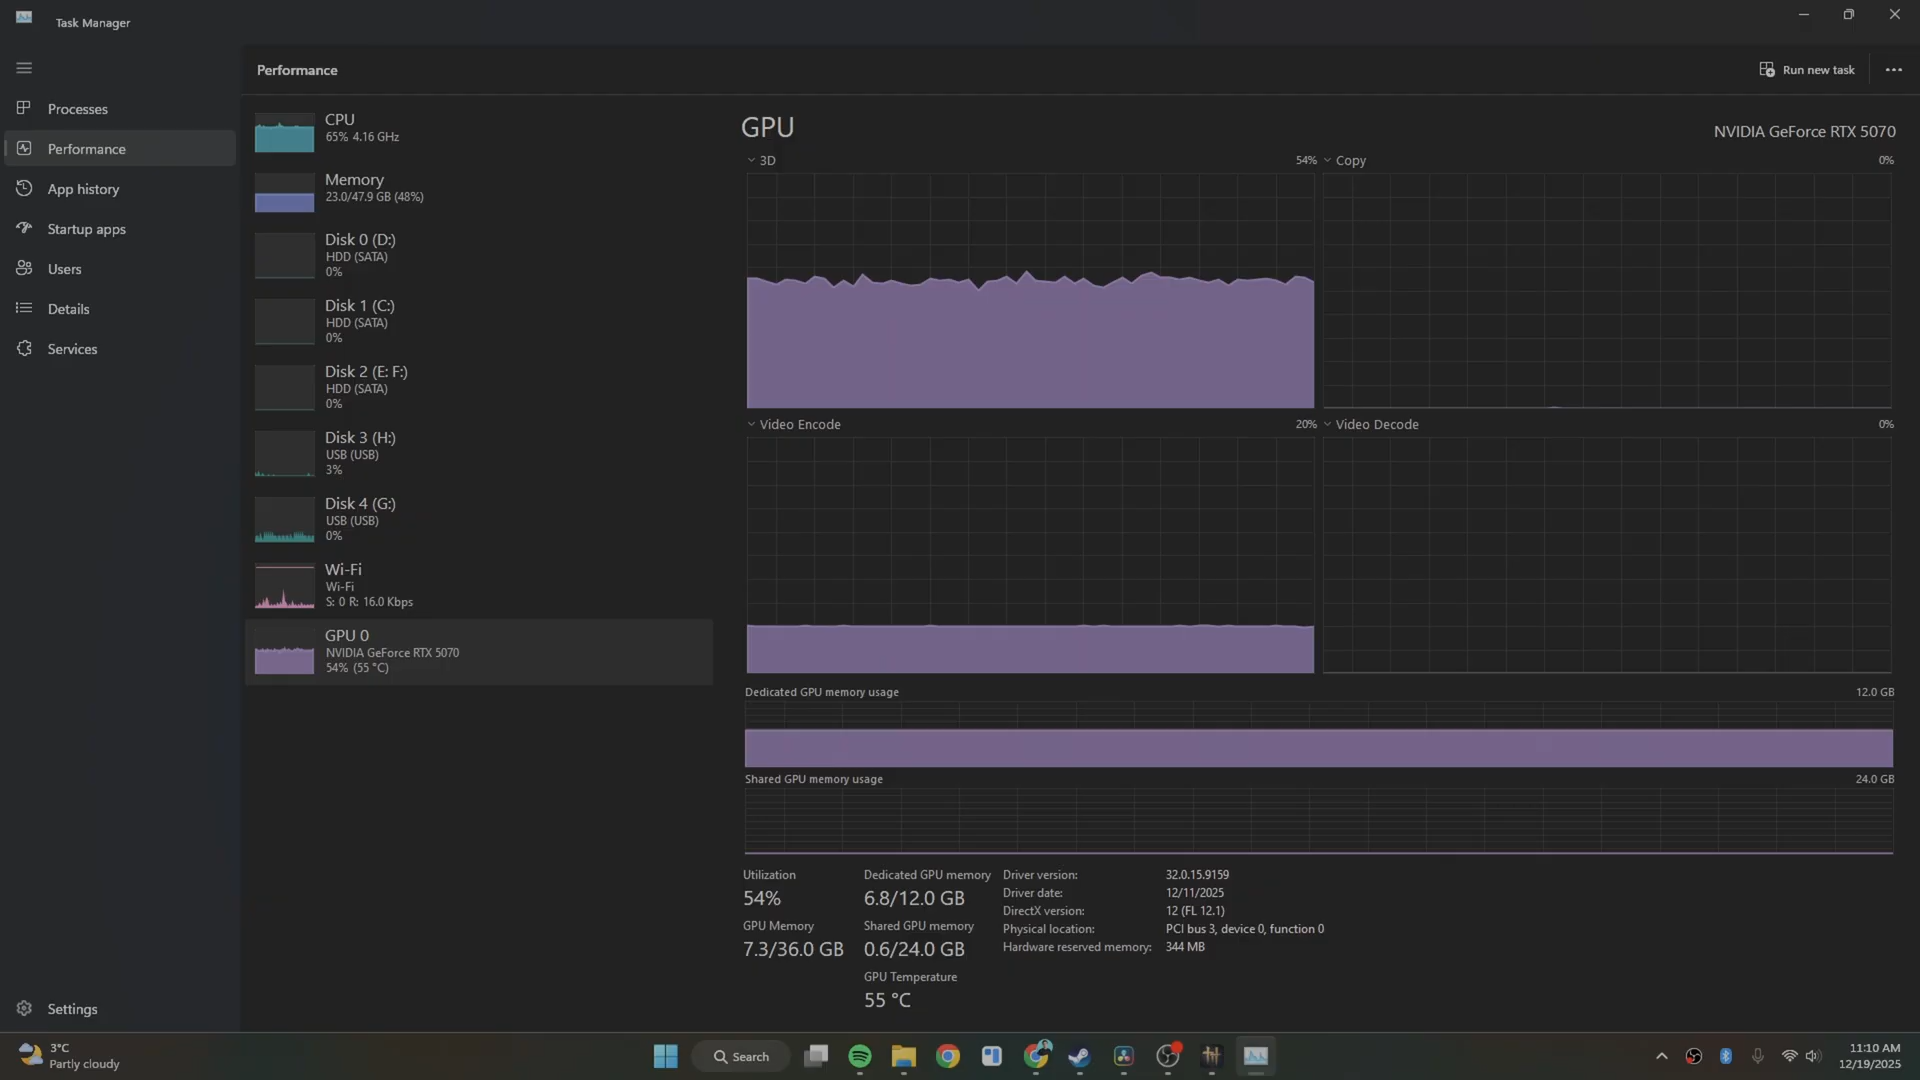 Task Manager
Processes
Performance
App history
Startup apps
Users
Details
Services
Settings
Performance
Run new task
CPU
65% 4.16 GHz
Memory
23.0/47.9 GB (48%)
Disk 0 (D:)
HDD (SATA)
0%
Disk 1 (C:)
HDD (SATA)
0%
Disk 2 (E: F:)
HDD (SATA)
0%
Disk 3 (H:)
USB (USB)
3%
Disk 4 (G:)
USB (USB)
0%
Wi-Fi
Wi-Fi
S: 0 R: 16.0 Kbps
GPU 0
NVIDIA GeForce RTX 5070
54% (55 °C)
GPU
NVIDIA GeForce RTX 5070
3D 54%
Copy 0%
Video Encode 20%
Video Decode 0%
Dedicated GPU memory usage 12.0 GB
Shared GPU memory usage 24.0 GB
Utilization
54%
Dedicated GPU memory
6.8/12.0 GB
GPU Memory
7.3/36.0 GB
Shared GPU memory
0.6/24.0 GB
GPU Temperature
55 °C
Driver version: 32.0.15.9159
Driver date: 12/11/2025
DirectX version: 12 (FL 12.1)
Physical location: PCI bus 3, device 0, function 0
Hardware reserved memory: 344 MB
3°C
Partly cloudy
Search
11:10 AM
12/19/2025